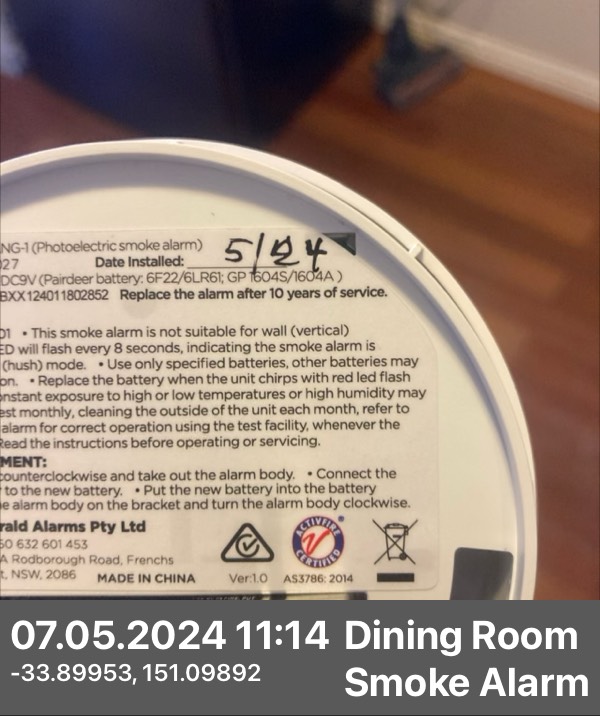 NG-1 (Photoelectric smoke alarm)
027 Date Installed: 5/24
DC9V (Pairdeer battery: 6F22/6LR61; GP 1604S/1604A )
BXX124011802852 Replace the alarm after 10 years of service.
01 • This smoke alarm is not suitable for wall (vertical)
ED will flash every 8 seconds, indicating the smoke alarm is
(hush) mode. • Use only specified batteries, other batteries may
on. • Replace the battery when the unit chirps with red led flash
onstant exposure to high or low temperatures or high humidity may
est monthly, cleaning the outside of the unit each month, refer to
alarm for correct operation using the test facility, whenever the
Read the instructions before operating or servicing.
MENT:
counterclockwise and take out the alarm body. • Connect the
to the new battery. • Put the new battery into the battery
e alarm body on the bracket and turn the alarm body clockwise.
rald Alarms Pty Ltd
50 632 601 453
A Rodborough Road, Frenchs
t, NSW, 2086 MADE IN CHINA Ver:1.0 AS3786: 2014
ACTIVFIRE
CERTIFIED
07.05.2024 11:14 Dining Room
-33.89953, 151.09892 Smoke Alarm